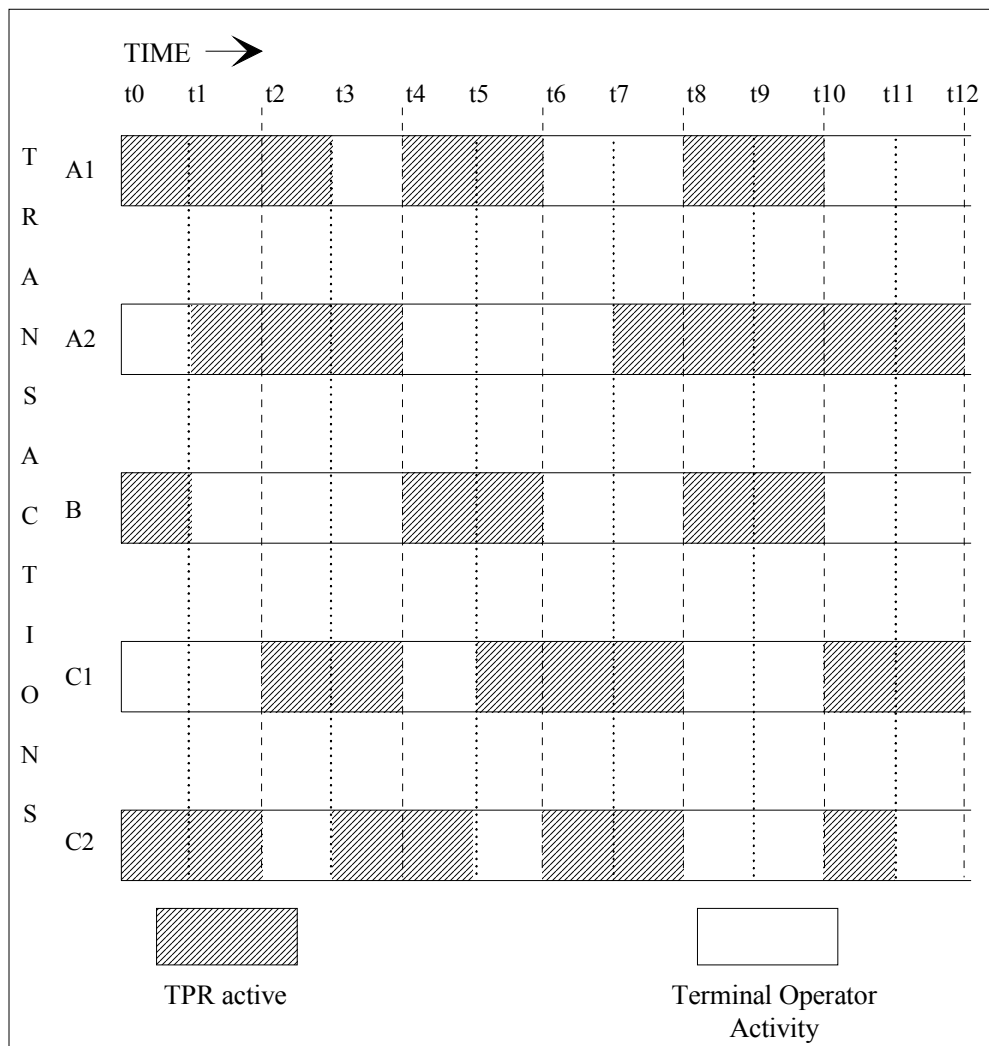 TIME
t0 t1 t2 t3 t4 t5 t6 t7 t8 t9 t10 t11 t12
TRANSACTIONS
A1
A2
B
C1
C2
TPR active
Terminal Operator
Activity